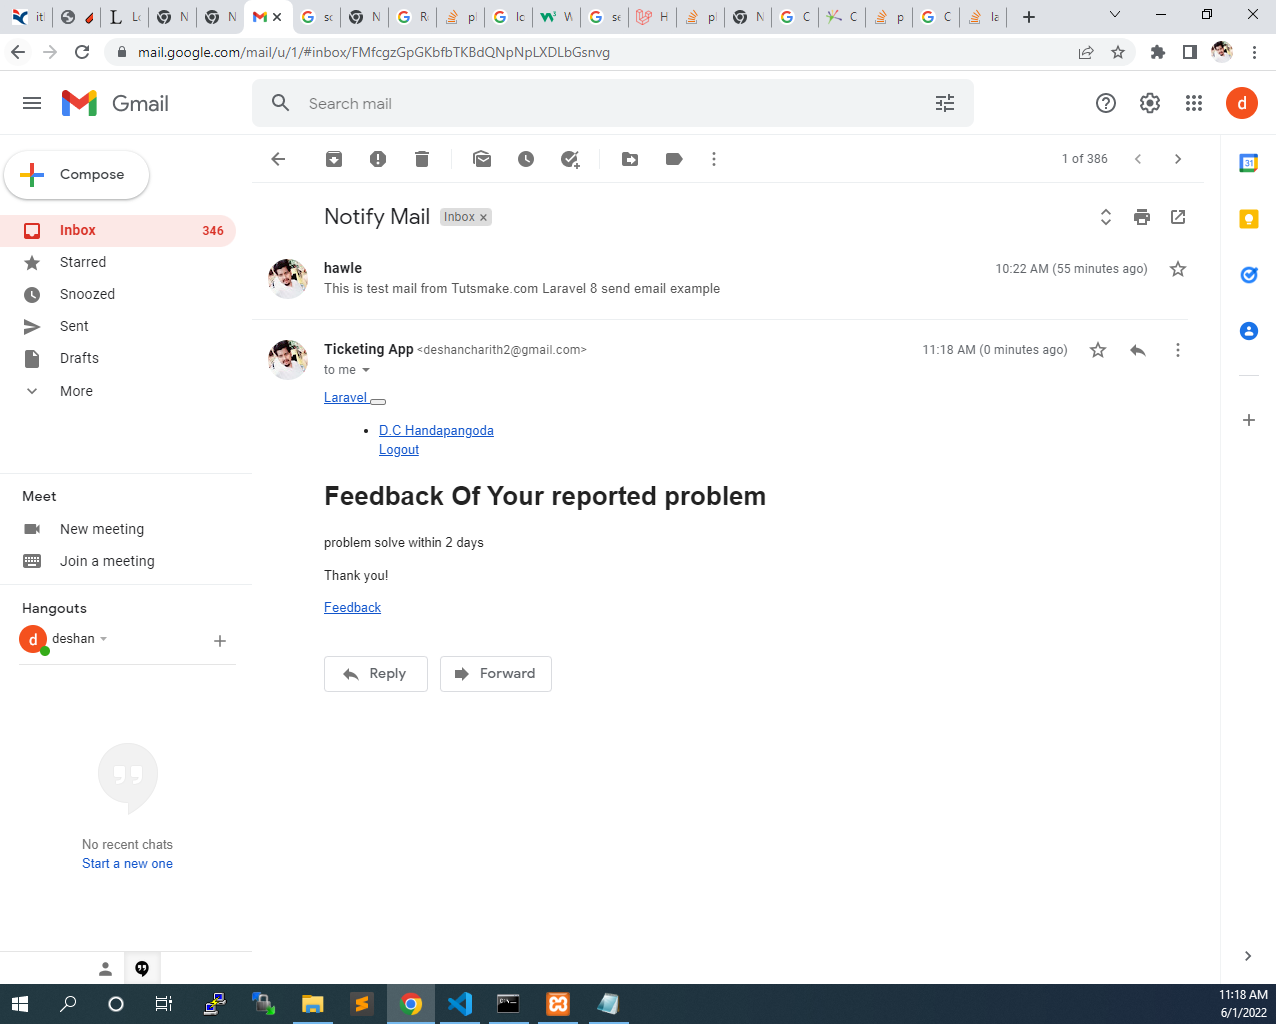 mail.google.com/mail/u/1/#inbox/FMfcgzGpGKbfbTKBdQNpNpLXDLbGsnvg
Gmail
Search mail
d
Compose
1 of 386
Inbox 346
Starred
Snoozed
Sent
Drafts
More
Notify Mail Inbox ×
hawle
10:22 AM (55 minutes ago)
This is test mail from Tutsmake.com Laravel 8 send email example
Ticketing App <deshancharith2@gmail.com>
11:18 AM (0 minutes ago)
to me
Laravel
• D.C Handapangoda
Logout
Feedback Of Your reported problem
problem solve within 2 days
Thank you!
Feedback
Reply
Forward
Meet
New meeting
Join a meeting
Hangouts
d deshan
No recent chats
Start a new one
31
11:18 AM
6/1/2022